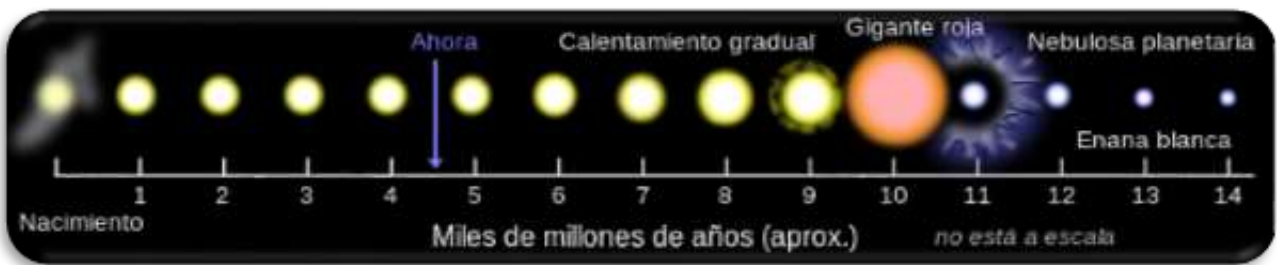 Ahora
Calentamiento gradual
Gigante roja
Nebulosa planetaria
Enana blanca
1 2 3 4 5 6 7 8 9 10 11 12 13 14
Nacimiento
Miles de millones de años (aprox.)
no está a escala